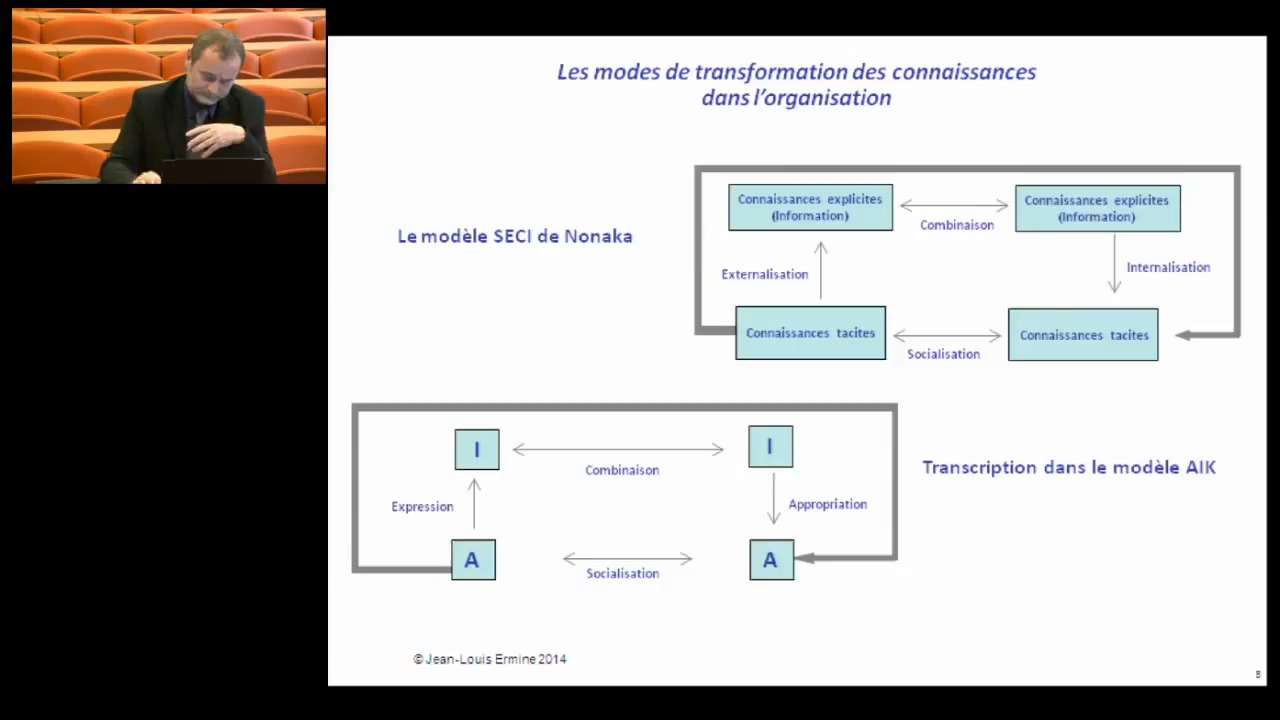 Les modes de transformation des connaissances
dans l'organisation
Le modèle SECI de Nonaka
Connaissances explicites
(Information)
Combinaison
Connaissances explicites
(Information)
Externalisation
Internalisation
Connaissances tacites
Socialisation
Connaissances tacites
I
Combinaison
I
Transcription dans le modèle AIK
Expression
Appropriation
A
Socialisation
A
© Jean-Louis Ermine 2014